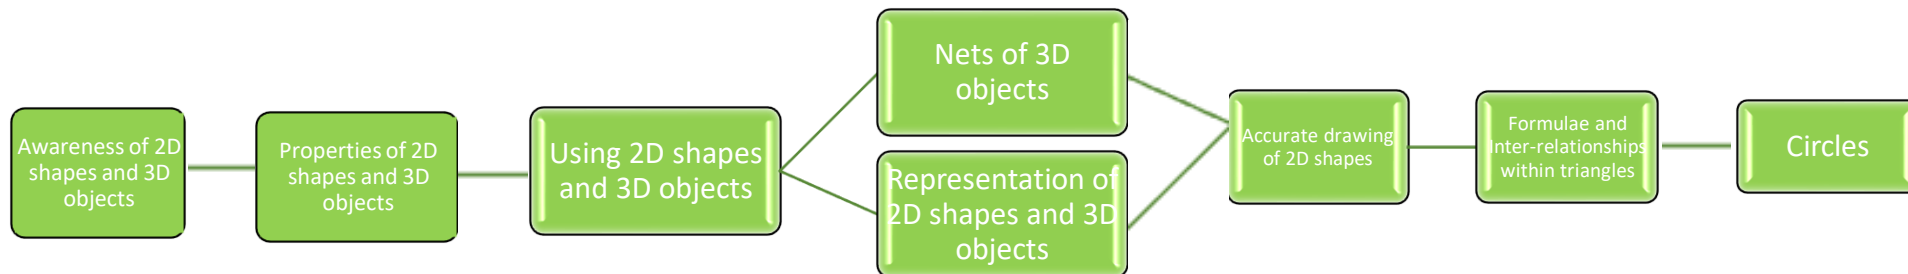 Awareness of 2D
shapes and 3D
objects
Properties of 2D
shapes and 3D
objects
Using 2D shapes
and 3D objects
Nets of 3D
objects
Representation of
2D shapes and 3D
objects
Accurate drawing
of 2D shapes
Formulae and
Inter-relationships
within triangles
Circles